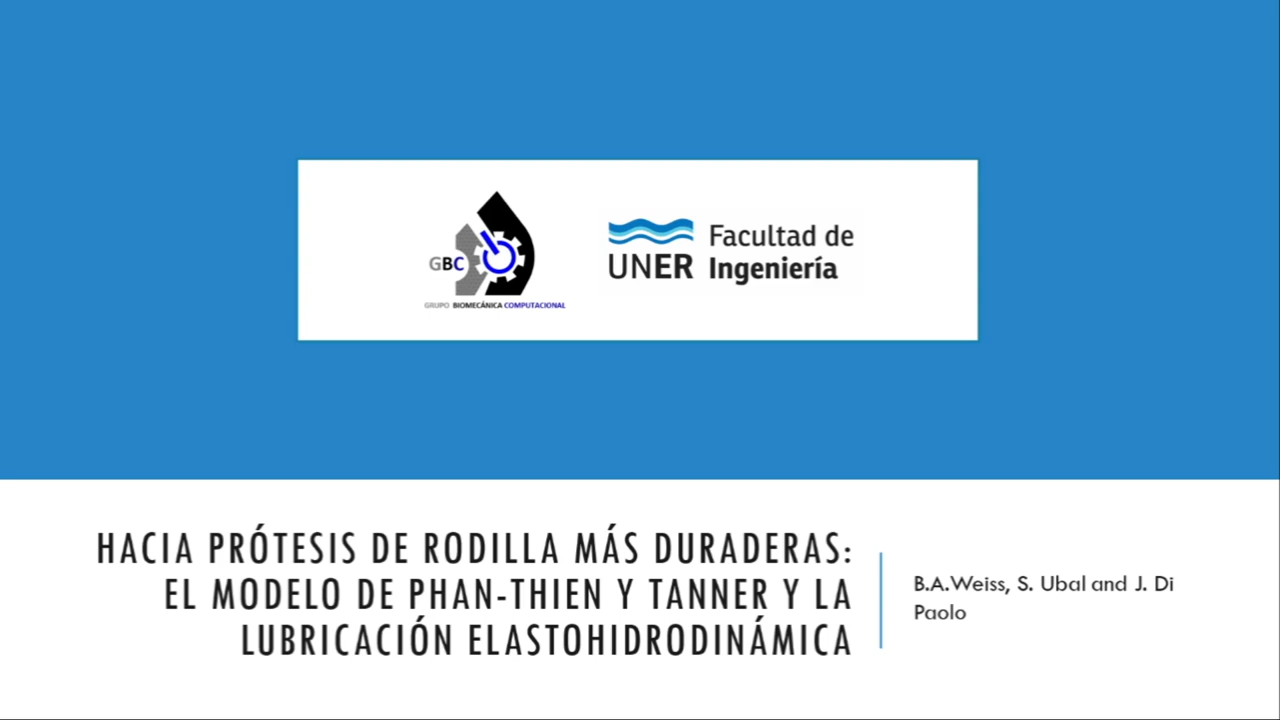 GBC
GRUPO BIOMECÁNICA COMPUTACIONAL
UNER
Facultad de
Ingeniería
HACIA PRÓTESIS DE RODILLA MÁS DURADERAS:
EL MODELO DE PHAN-THIEN Y TANNER Y LA
LUBRICACIÓN ELASTOHIDRODINÁMICA
B.A.Weiss, S. Ubal and J. Di
Paolo